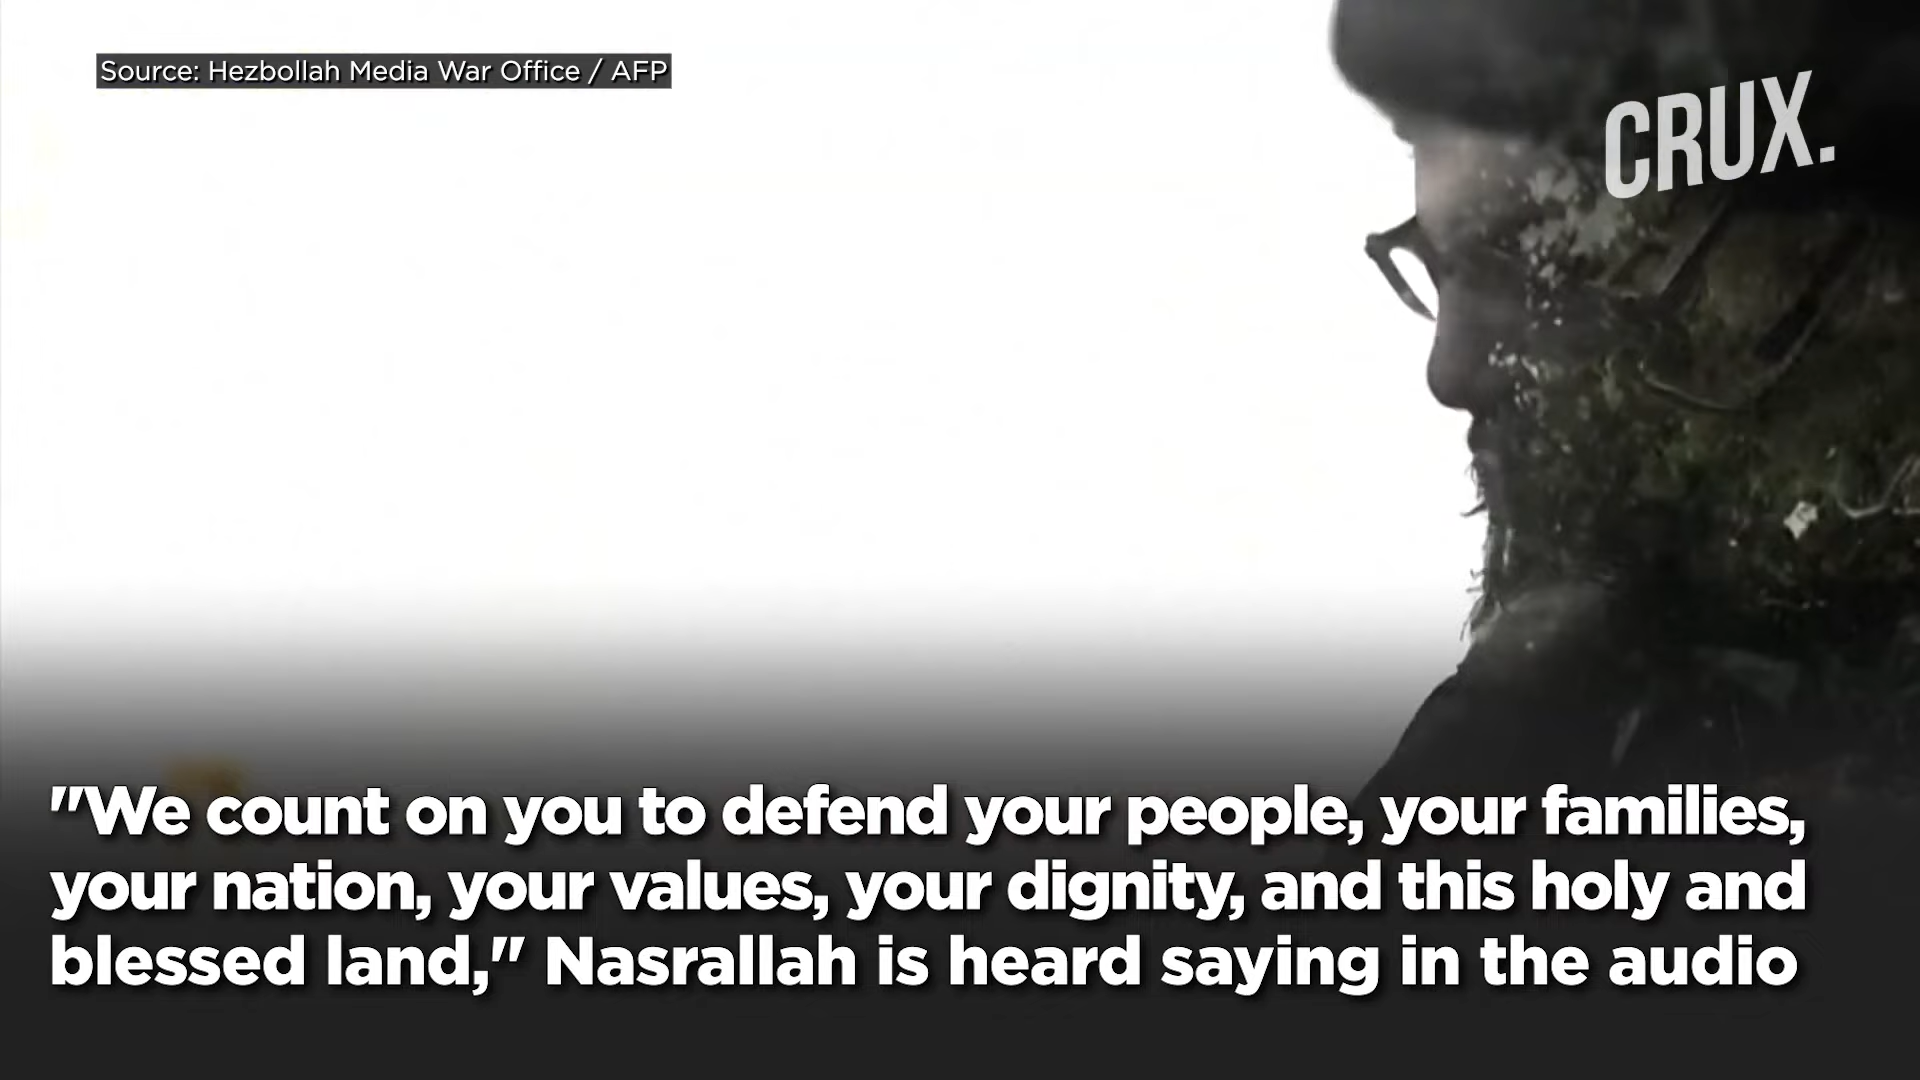 Source: Hezbollah Media War Office / AFP
CRUX.
"We count on you to defend your people, your families,
your nation, your values, your dignity, and this holy and
blessed land," Nasrallah is heard saying in the audio